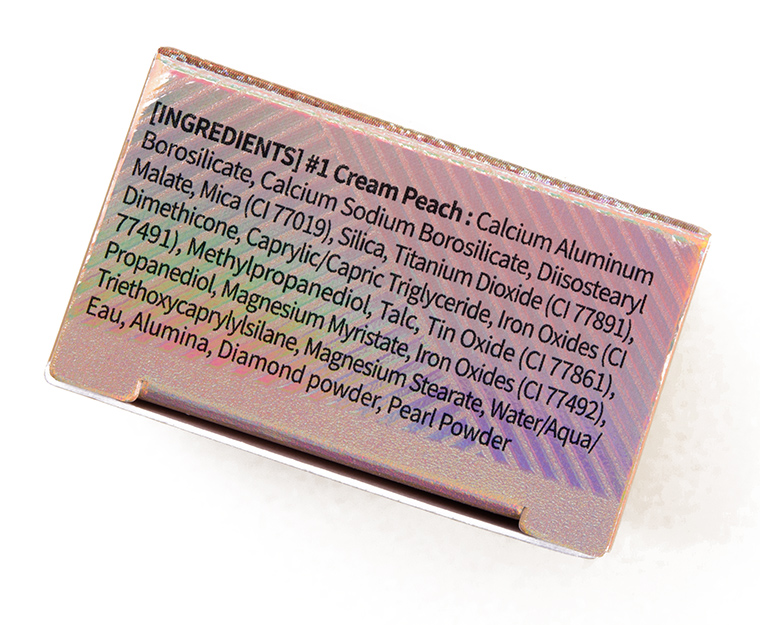 [INGREDIENTS] #1 Cream Peach : Calcium Aluminum
Borosilicate, Calcium Sodium Borosilicate, Diisostearyl
Malate, Mica (CI 77019), Silica, Titanium Dioxide (CI 77891),
Dimethicone, Caprylic/Capric Triglyceride, Iron Oxides (CI
77491), Methylpropanediol, Talc, Tin Oxide (CI 77861),
Propanediol, Magnesium Myristate, Iron Oxides (CI 77492),
Triethoxycaprylylsilane, Magnesium Stearate, Water/Aqua/
Eau, Alumina, Diamond powder, Pearl Powder